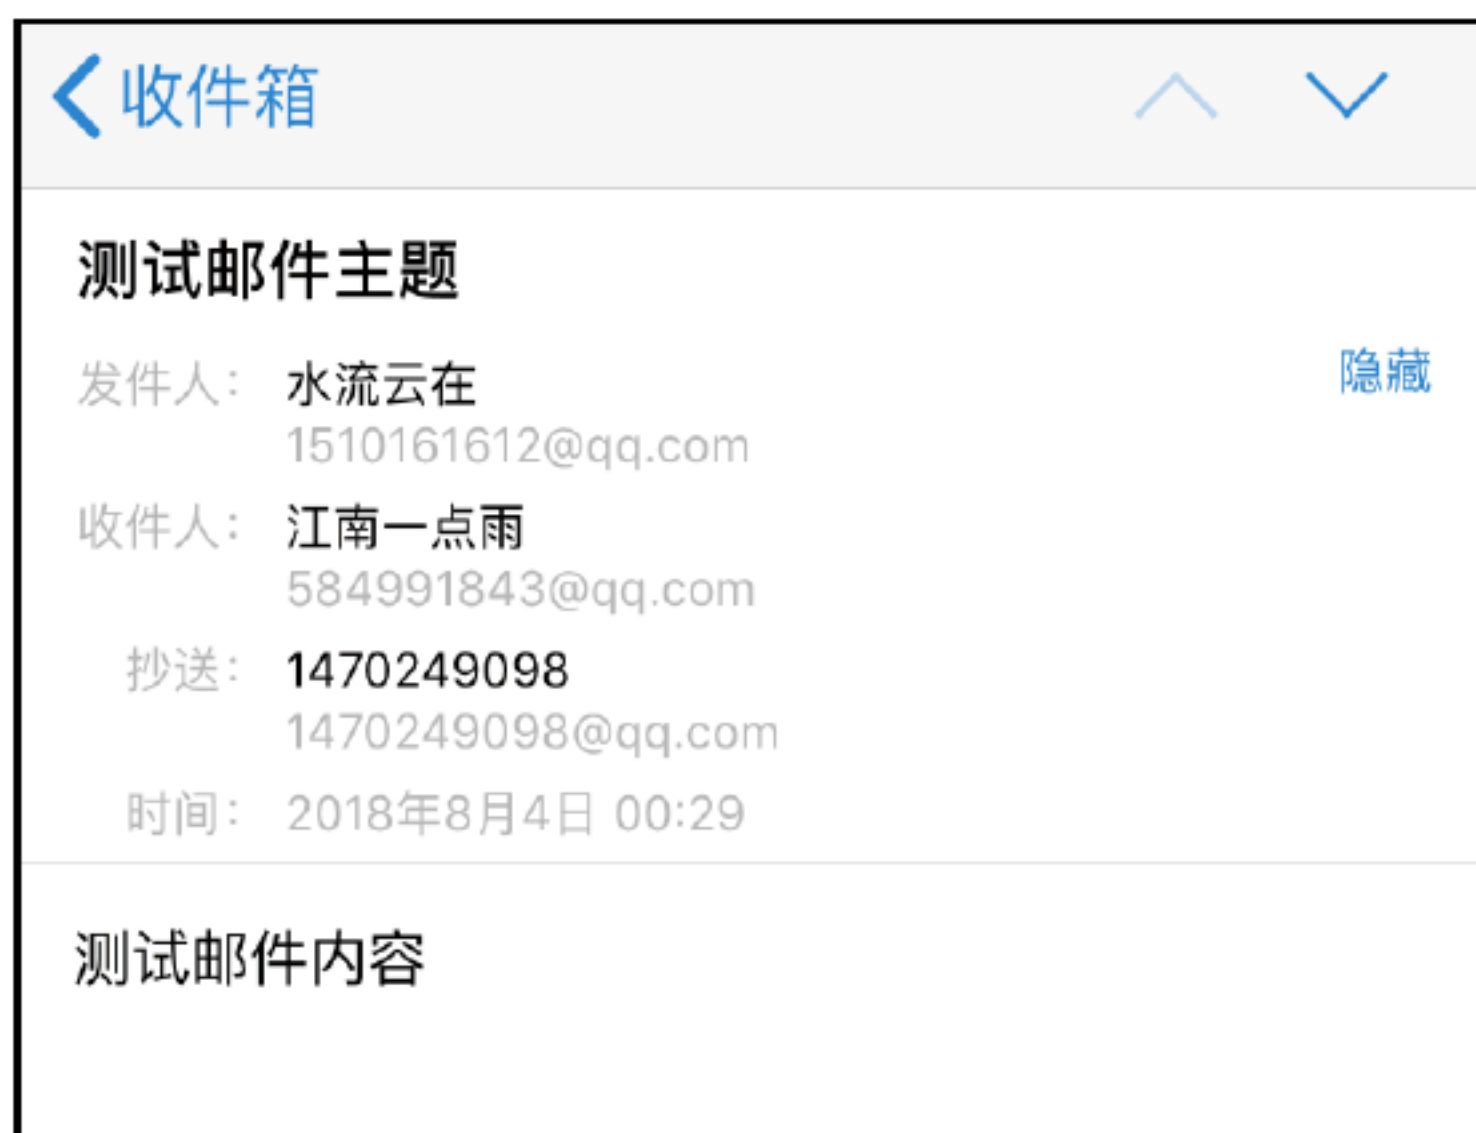 收件箱
测试邮件主题
发件人： 水流云在 隐藏
1510161612@qq.com
收件人： 江南一点雨
584991843@qq.com
抄送： 1470249098
1470249098@qq.com
时间： 2018年8月4日 00:29
测试邮件内容